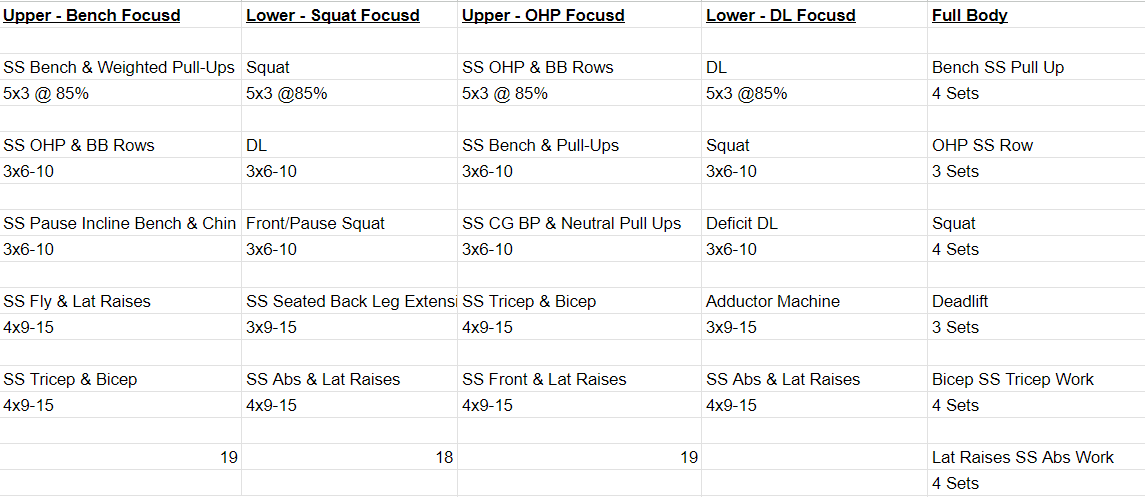 Upper - Bench Focusd Lower - Squat Focusd Upper - OHP Focusd Lower - DL Focusd Full Body
SS Bench & Weighted Pull-Ups Squat SS OHP & BB Rows DL Bench SS Pull Up
5x3 @ 85% 5x3 @85% 5x3 @ 85% 5x3 @85% 4 Sets
SS OHP & BB Rows DL SS Bench & Pull-Ups Squat OHP SS Row
3x6-10 3x6-10 3x6-10 3x6-10 3 Sets
SS Pause Incline Bench & Chin Front/Pause Squat SS CG BP & Neutral Pull Ups Deficit DL Squat
3x6-10 3x6-10 3x6-10 3x6-10 4 Sets
SS Fly & Lat Raises SS Seated Back Leg Extensi SS Tricep & Bicep Adductor Machine Deadlift
4x9-15 3x9-15 4x9-15 3x9-15 3 Sets
SS Tricep & Bicep SS Abs & Lat Raises SS Front & Lat Raises SS Abs & Lat Raises Bicep SS Tricep Work
4x9-15 4x9-15 4x9-15 4x9-15 4 Sets
19 18 19 Lat Raises SS Abs Work
4 Sets